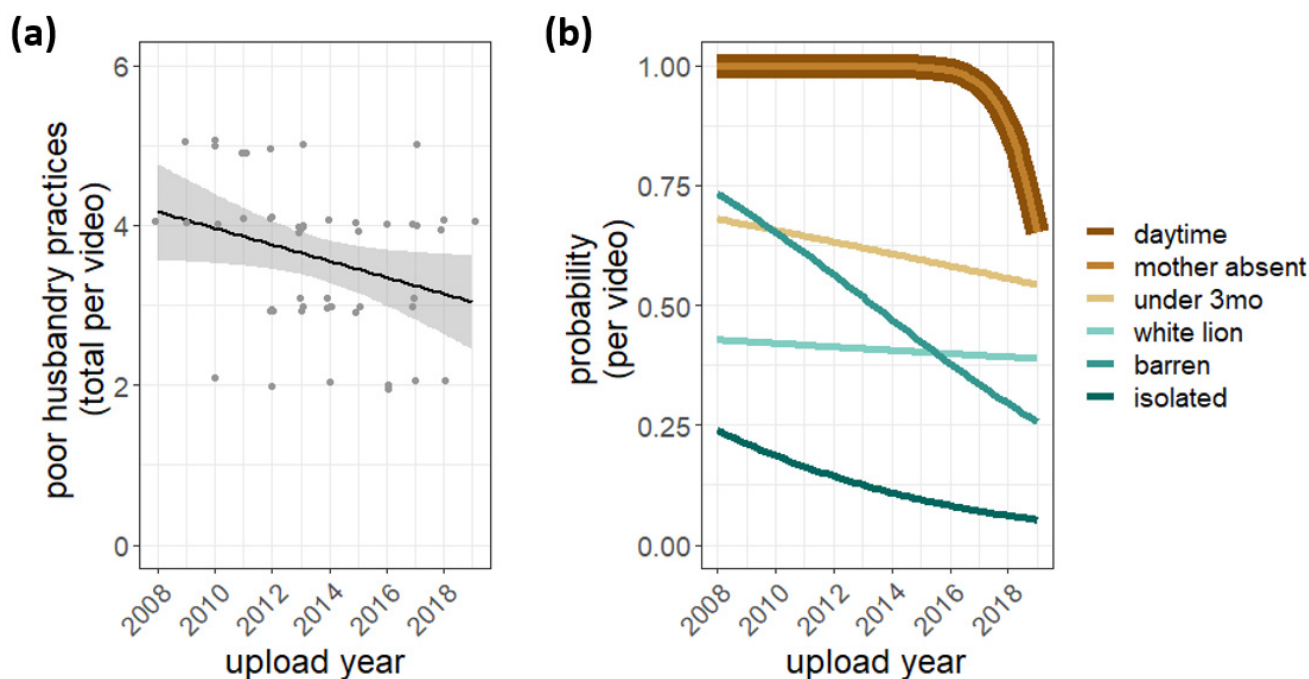 (a)
poor husbandry practices
(total per video)
6
4
2
0
2008
2010
2012
2014
2016
2018
upload year
(b)
probability
(per video)
1.00
0.75
0.50
0.25
0.00
2008
2010
2012
2014
2016
2018
upload year
daytime
mother absent
under 3mo
white lion
barren
isolated